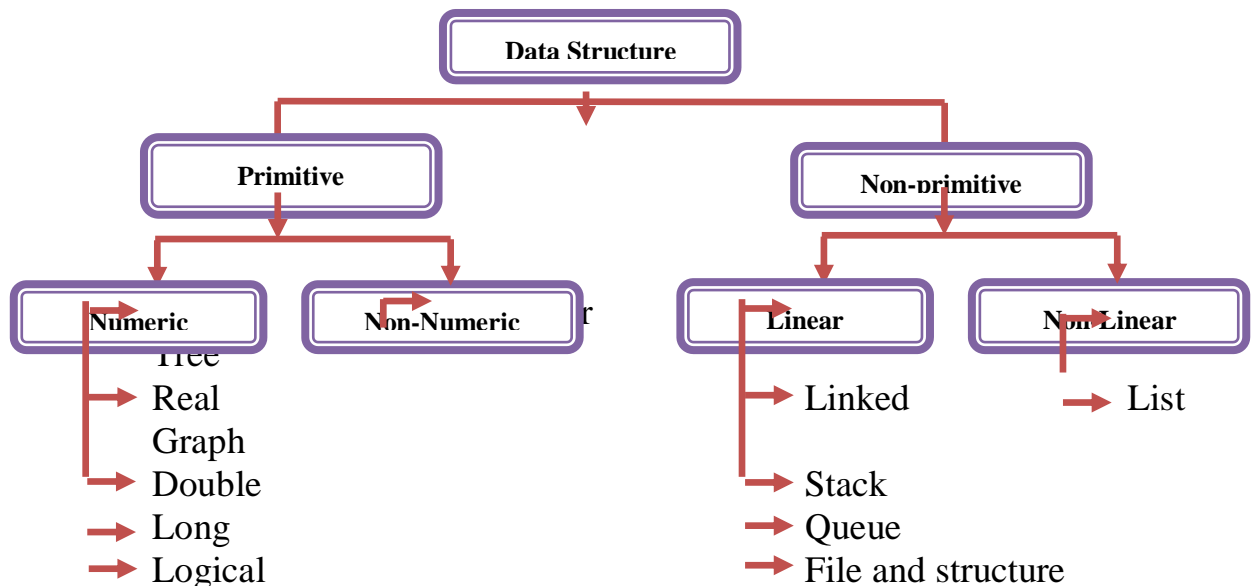 Data Structure
Primitive
Non-primitive
Numeric
Non-Numeric
r
Linear
Non-Linear
Tree
Real
Linked
List
Graph
Double
Stack
Long
Queue
Logical
File and structure